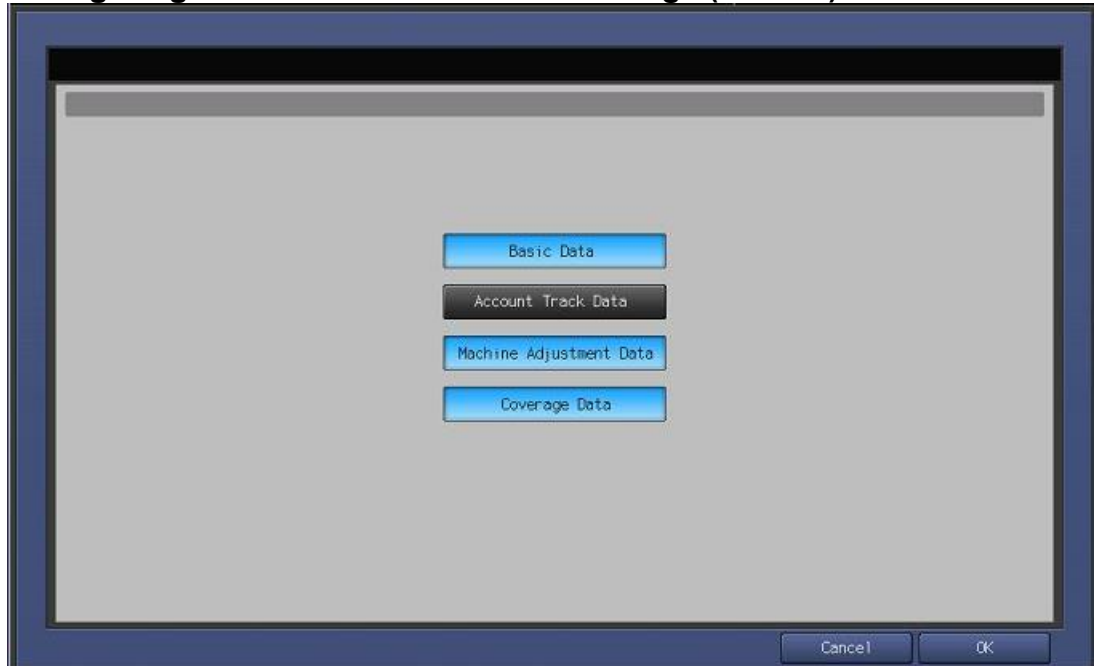 Basic Data
Account Track Data
Machine Adjustment Data
Coverage Data
Cancel OK